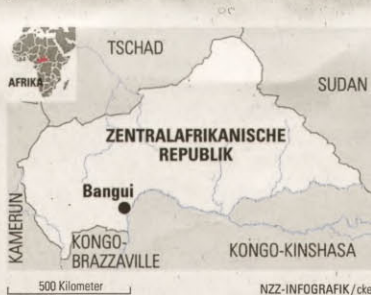 TSCHAD
AFRIKA
SUDAN
ZENTRALAFRIKANISCHE
REPUBLIK
Bangui
KAMERUN
KONGO-
BRAZZAVILLE
KONGO-KINSHASA
500 Kilometer
NZZ-INFOGRAFIK/cke